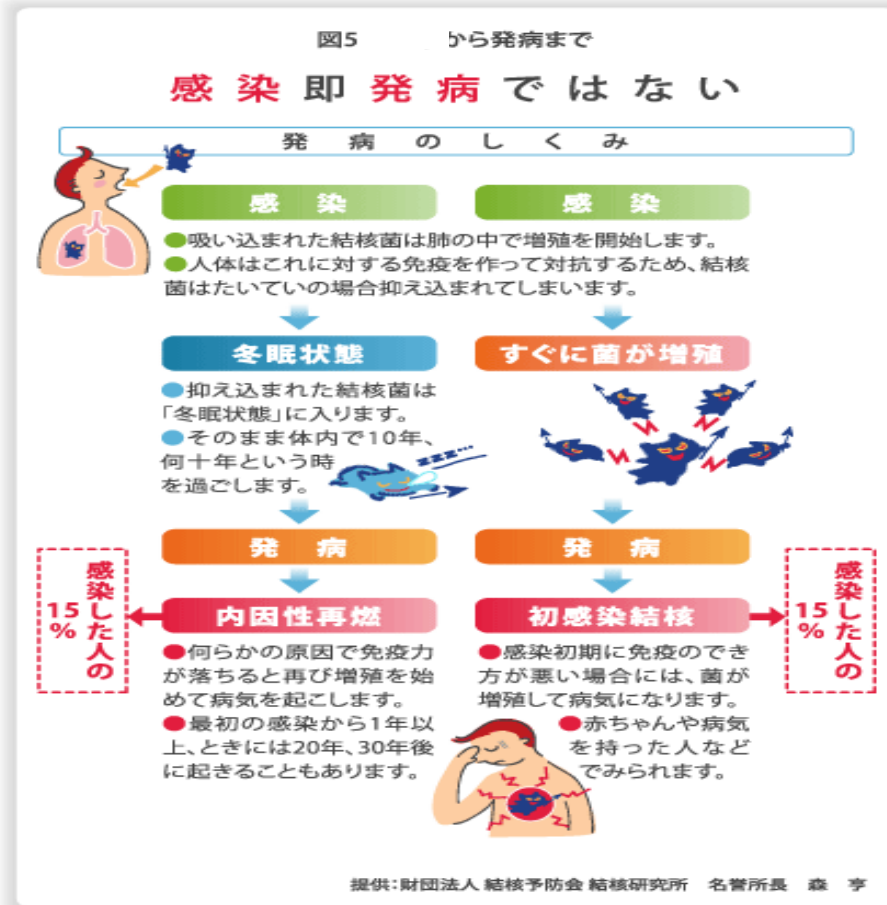 図5 から発病まで
感染即発病ではない
発病のしくみ
感染
感染
●吸い込まれた結核菌は肺の中で増殖を開始します。
●人体はこれに対する免疫を作って対抗するため、結核
菌はたいていの場合抑え込まれてしまいます。
冬眠状態
●抑え込まれた結核菌は
「冬眠状態」に入ります。
●そのまま体内で10年、
何十年という時
を過ごします。
zzz…
発病
内因性再燃
感染した人の
15%
●何らかの原因で免疫力
が落ちると再び増殖を始
めて病気を起こします。
●最初の感染から1年以
上、ときには20年、30年後
に起きることもあります。
すぐに菌が増殖
発病
初感染結核
感染した人の
15%
●感染初期に免疫のでき
方が悪い場合には、菌が
増殖して病気になります。
●赤ちゃんや病気
を持った人など
でみられます。
提供:財団法人 結核予防会 結核研究所 名誉所長 森 亨